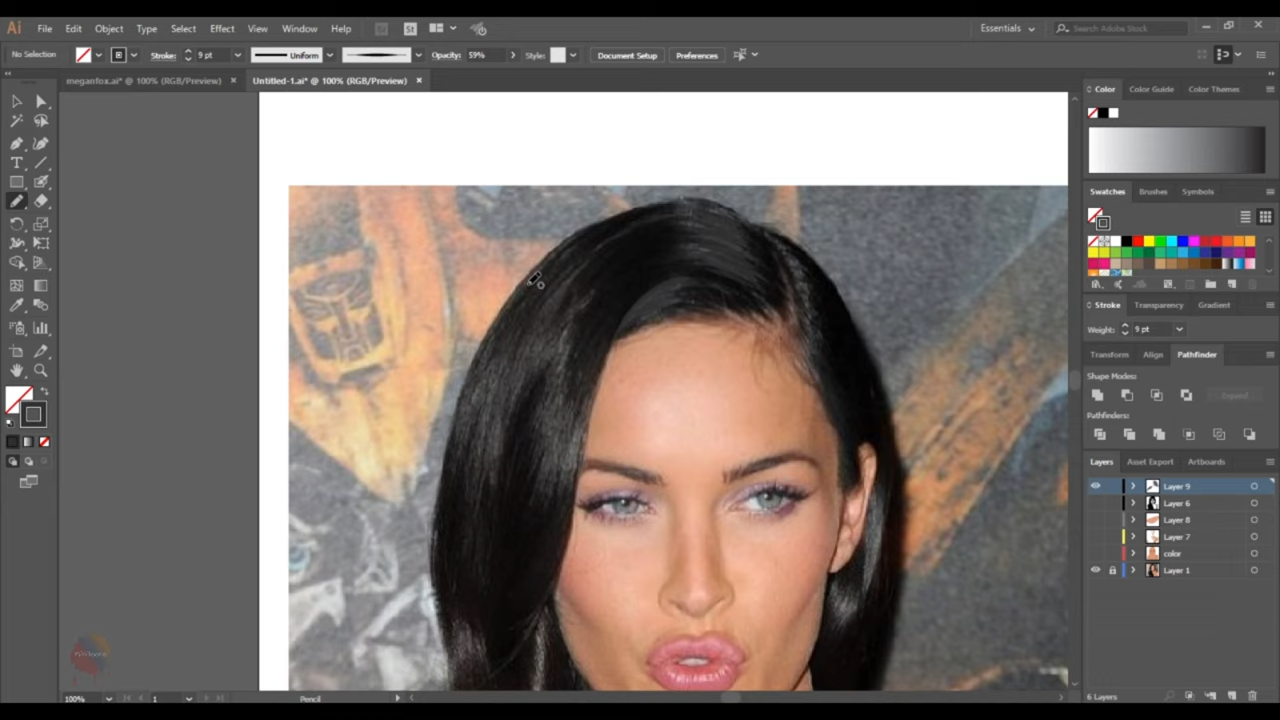 Ai File Edit Object Type Select Effect View Window Help St Essentials Search Adobe Stock
No Selection Stroke: 9 pt Uniform Opacity: 59% Style: Document Setup Preferences
meganfox.ai* @ 100% (RGB/Preview) × Untitled-1.ai* @ 100% (RGB/Preview) ×
Color Color Guide Color Themes
Swatches Brushes Symbols
Stroke Transparency Gradient
Weight: 9 pt
Transform Align Pathfinder
Shape Modes:
Expand
Pathfinders:
Layers Asset Export Artboards
Layer 9
Layer 6
Layer 8
Layer 7
color
Layer 1
100% 1 Pencil 6 Layers